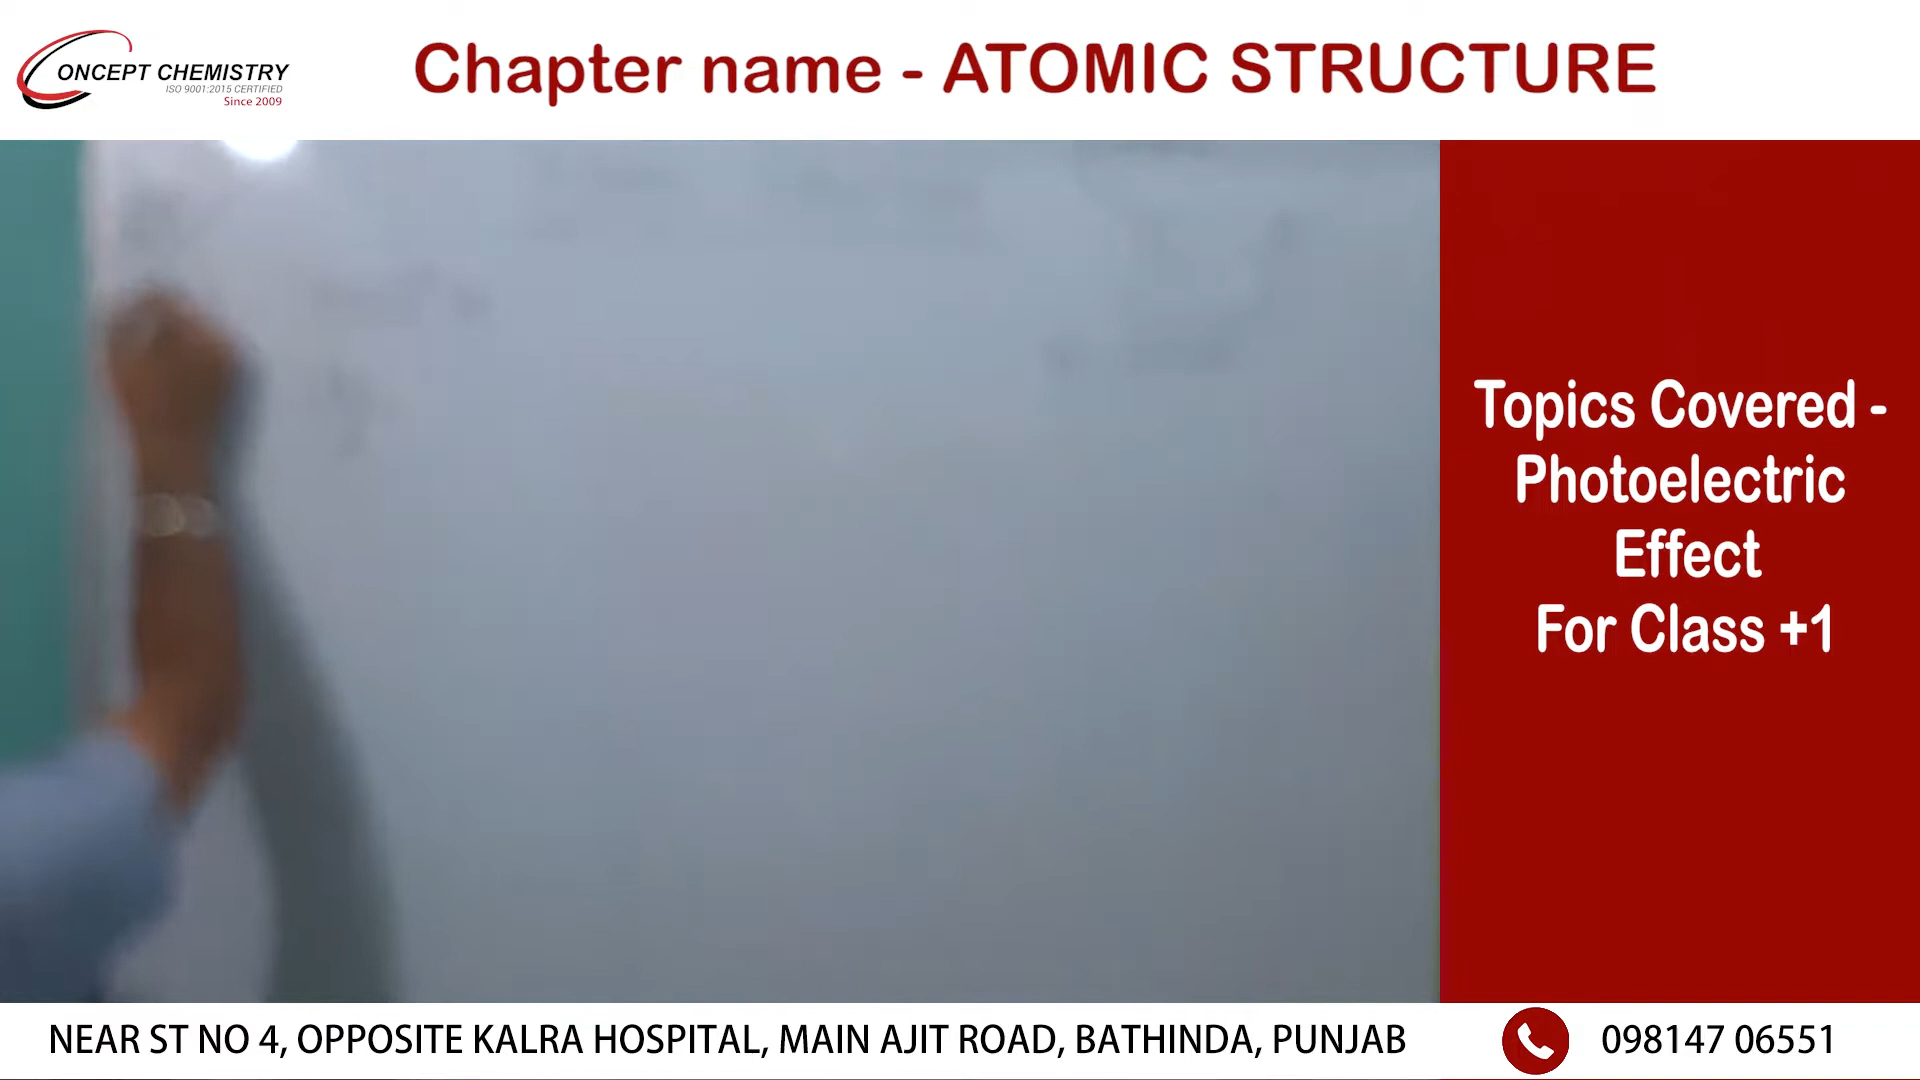 CONCEPT CHEMISTRY
ISO 9001:2015 CERTIFIED
Since 2009
Chapter name - ATOMIC STRUCTURE
Topics Covered -
Photoelectric
Effect
For Class +1
NEAR ST NO 4, OPPOSITE KALRA HOSPITAL, MAIN AJIT ROAD, BATHINDA, PUNJAB
098147 06551